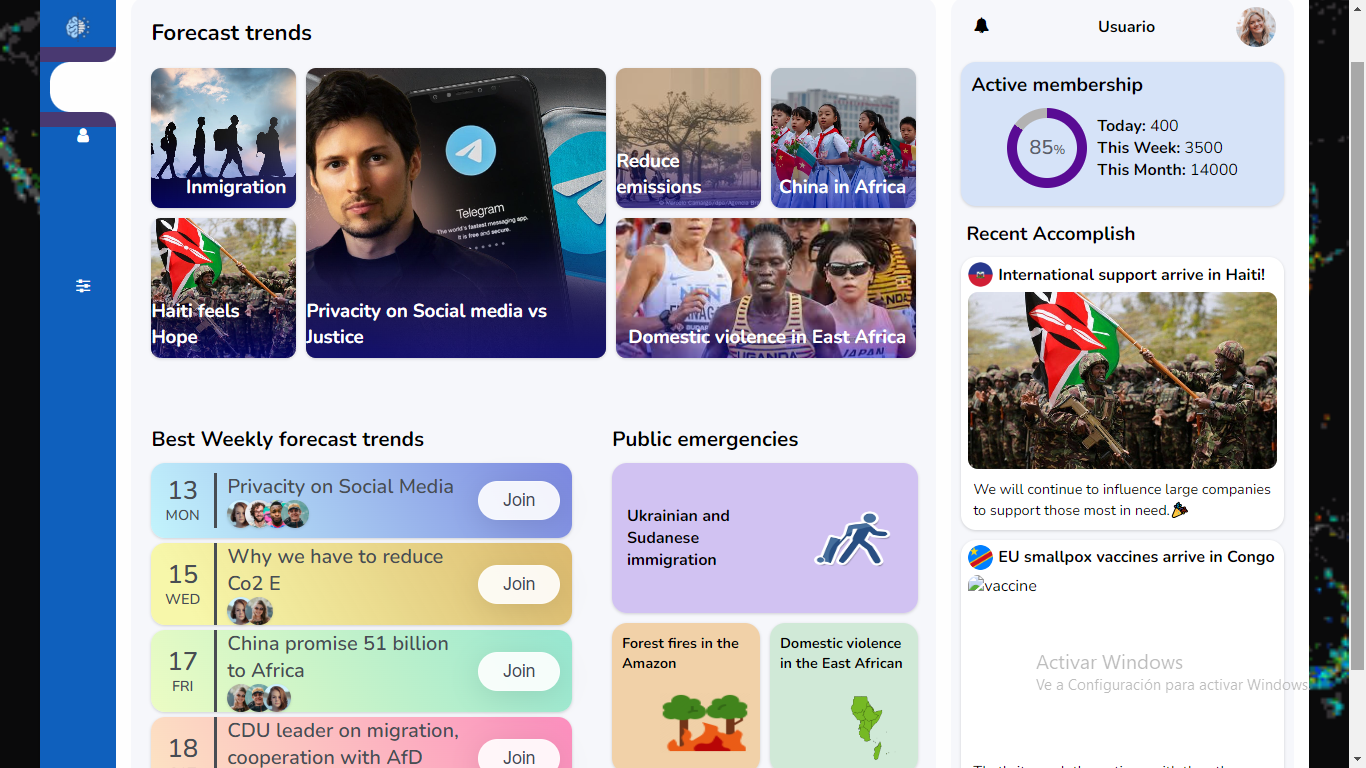 Forecast trends
Inmigration
Telegram
The world's fastest messaging app.
It is free and secure.
Reduce
emissions
China in Africa
Haiti feels
Hope
Privacity on Social media vs
Justice
UGANDA
JAPAN
Domestic violence in East Africa
Best Weekly forecast trends
13
MON
Privacity on Social Media
Join
15
WED
Why we have to reduce
Co2 E
Join
17
FRI
China promise 51 billion
to Africa
Join
18
CDU leader on migration,
cooperation with AfD
Join
Public emergencies
Ukrainian and
Sudanese
immigration
Forest fires in the
Amazon
Domestic violence
in the East African
Usuario
Active membership
85%
Today: 400
This Week: 3500
This Month: 14000
Recent Accomplish
International support arrive in Haiti!
We will continue to influence large companies
to support those most in need.
EU smallpox vaccines arrive in Congo
vaccine
Activar Windows
Ve a Configuración para activar Windows